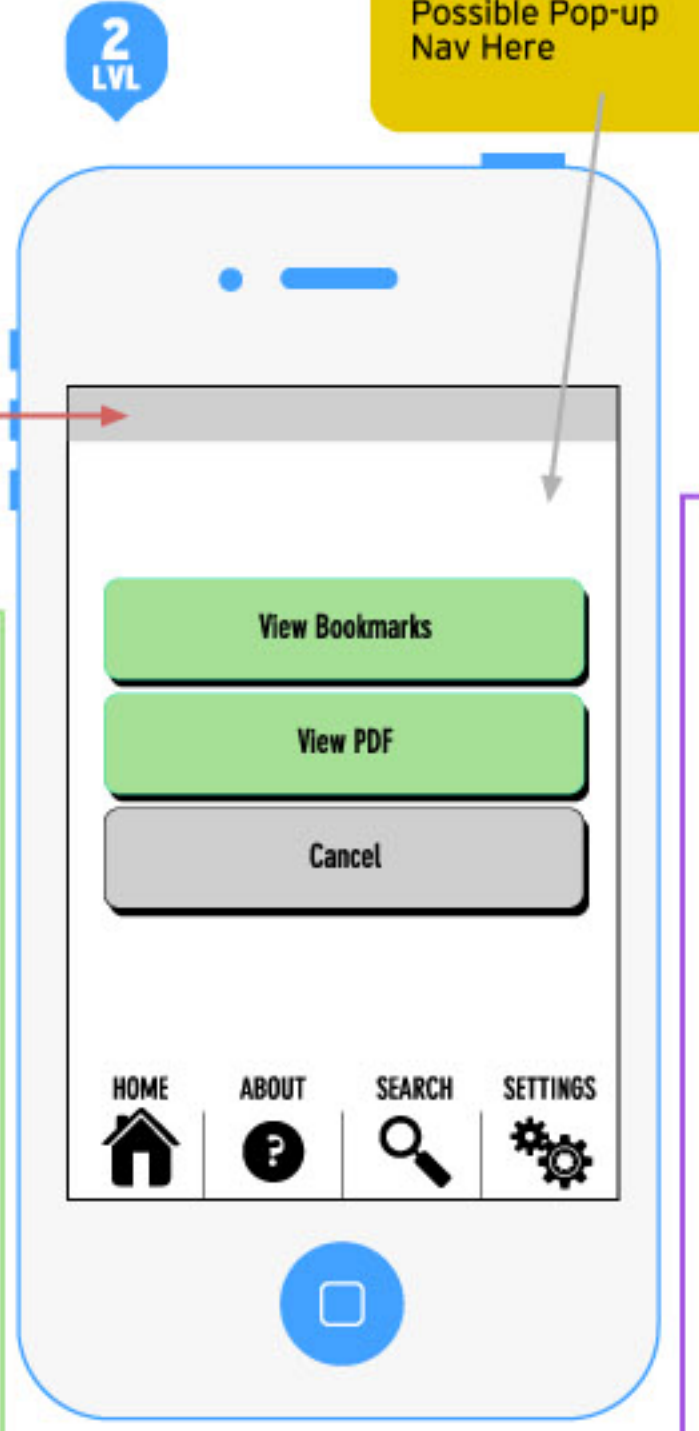 2
LVL
Possible Pop-up
Nav Here
View Bookmarks
View PDF
Cancel
HOME ABOUT SEARCH SETTINGS
?